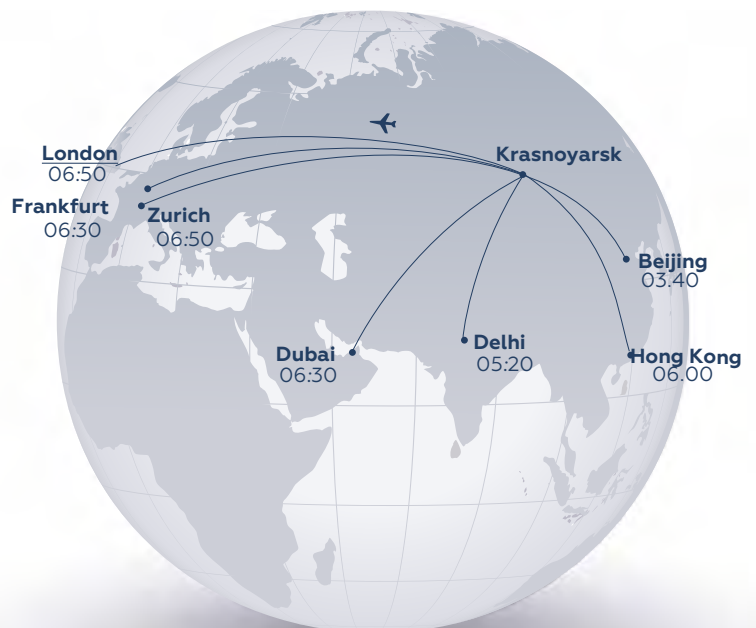 London
06:50
Krasnoyarsk
Frankfurt
06:30
Zurich
06:50
Beijing
03.40
Dubai
06:30
Delhi
05:20
Hong Kong
06.00